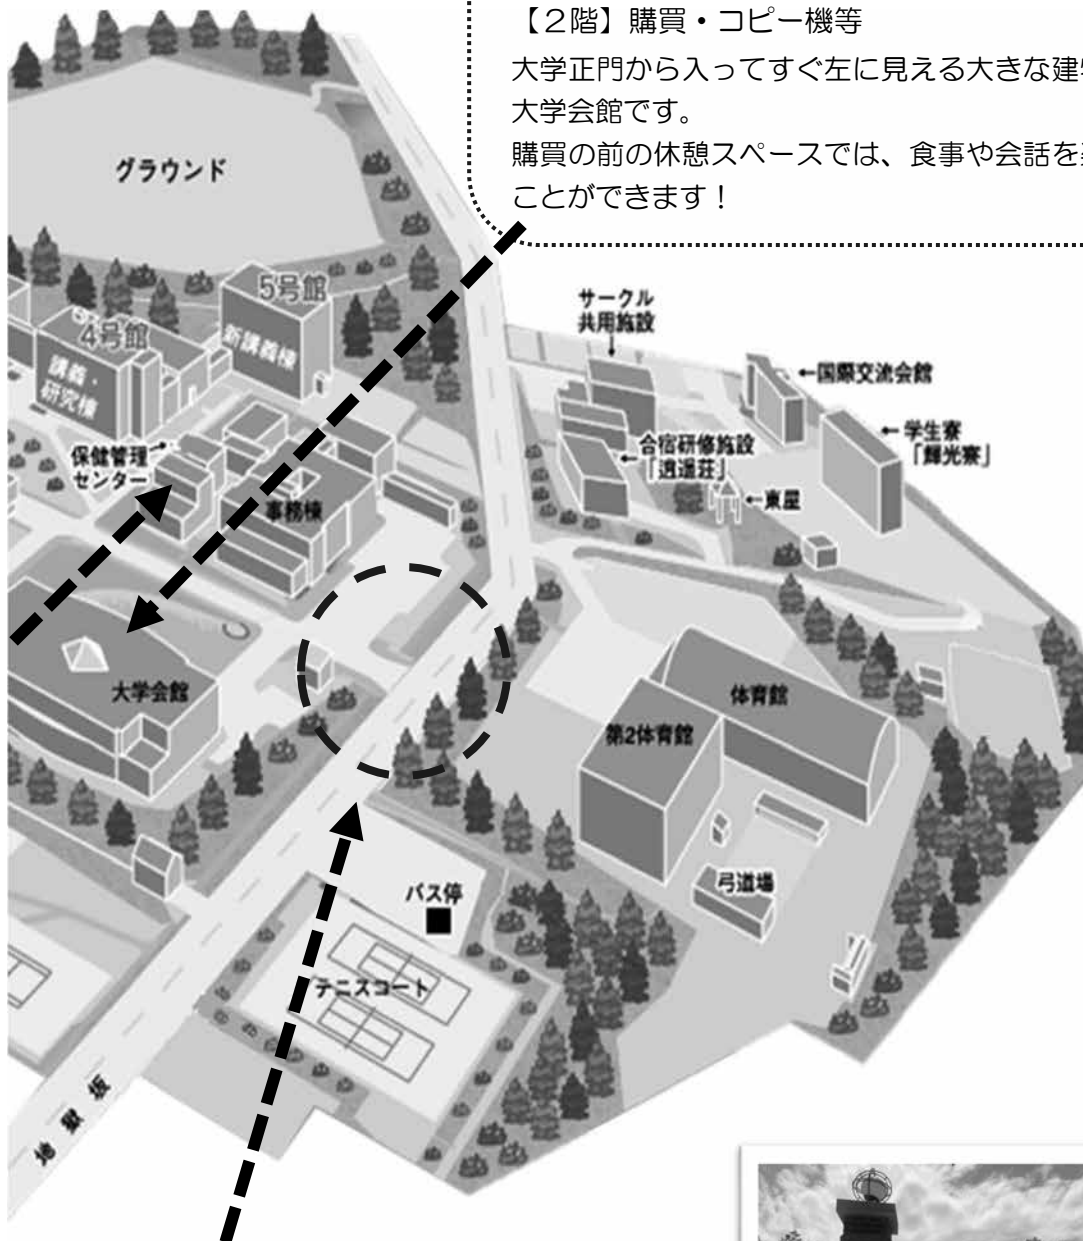 【２階】購買・コピー機等
大学正門から入ってすぐ左に見える大きな建
大学会館です。
購買の前の休憩スペースでは、食事や会話を
ことができます！
グラウンド
5号館
新講義棟
4号館
講義・
研究棟
保健管理
センター
事務棟
大学会館
サークル
共用施設
←国際交流会館
←学生寮
「輝光寮」
合宿研修施設
「逍遥荘」
←東屋
体育館
第2体育館
弓道場
バス停
テニスコート
地獄坂